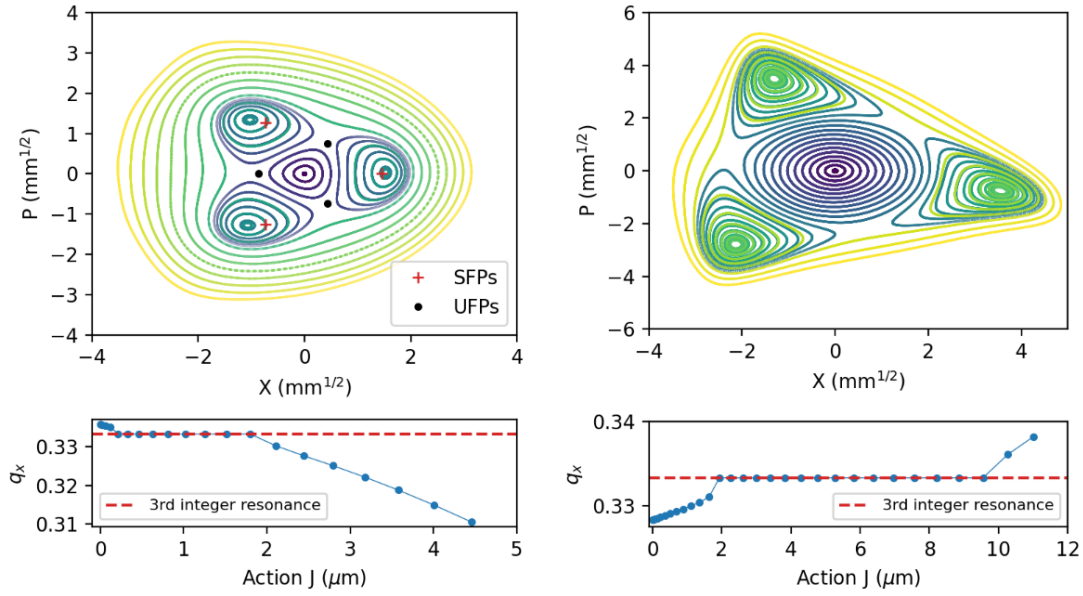 4
3
2
1
0
−1
−2
−3
−4
P (mm1/2)
SFPs
UFPs
−4 −2 0 2 4
X (mm1/2)
6
4
2
0
−2
−4
−6
P (mm1/2)
−4 −2 0 2 4
X (mm1/2)
0.33
0.32
0.31
qx
3rd integer resonance
0 1 2 3 4 5
Action J (μm)
0.34
0.33
qx
3rd integer resonance
0 2 4 6 8 10 12
Action J (μm)